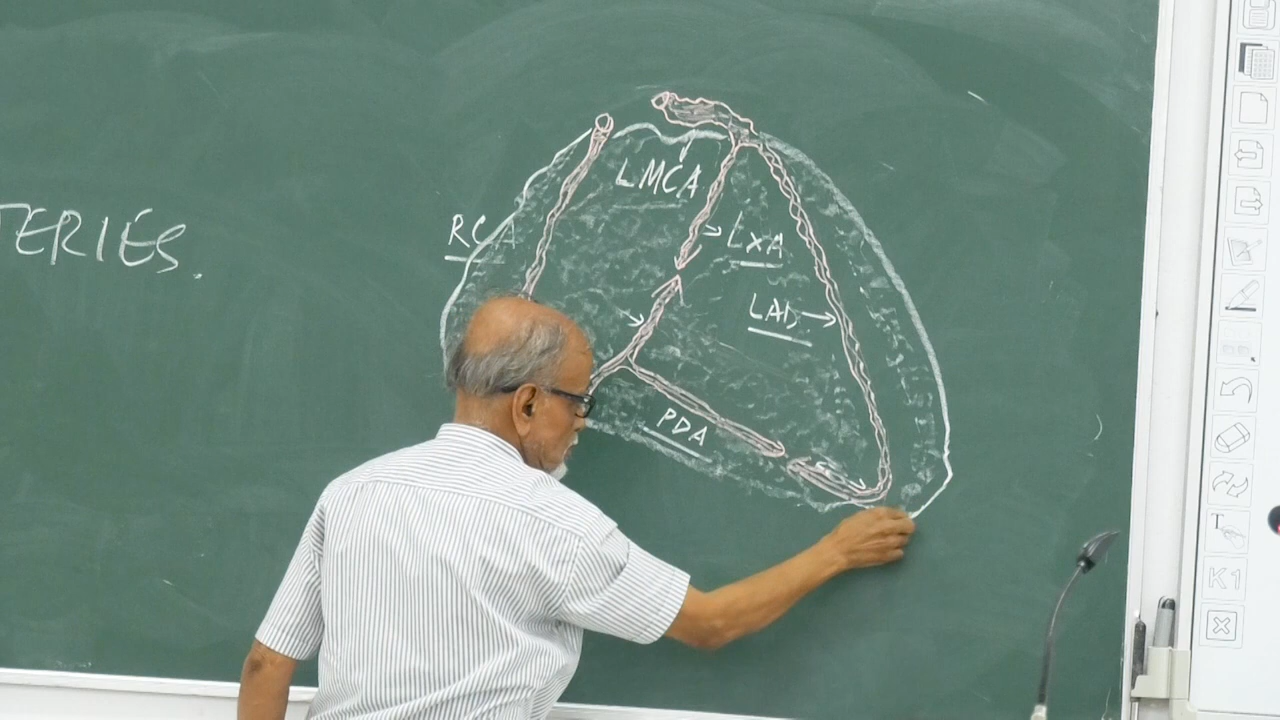 TERIES.
LMCA
RCA
LXA
LAD
PDA
T
K1